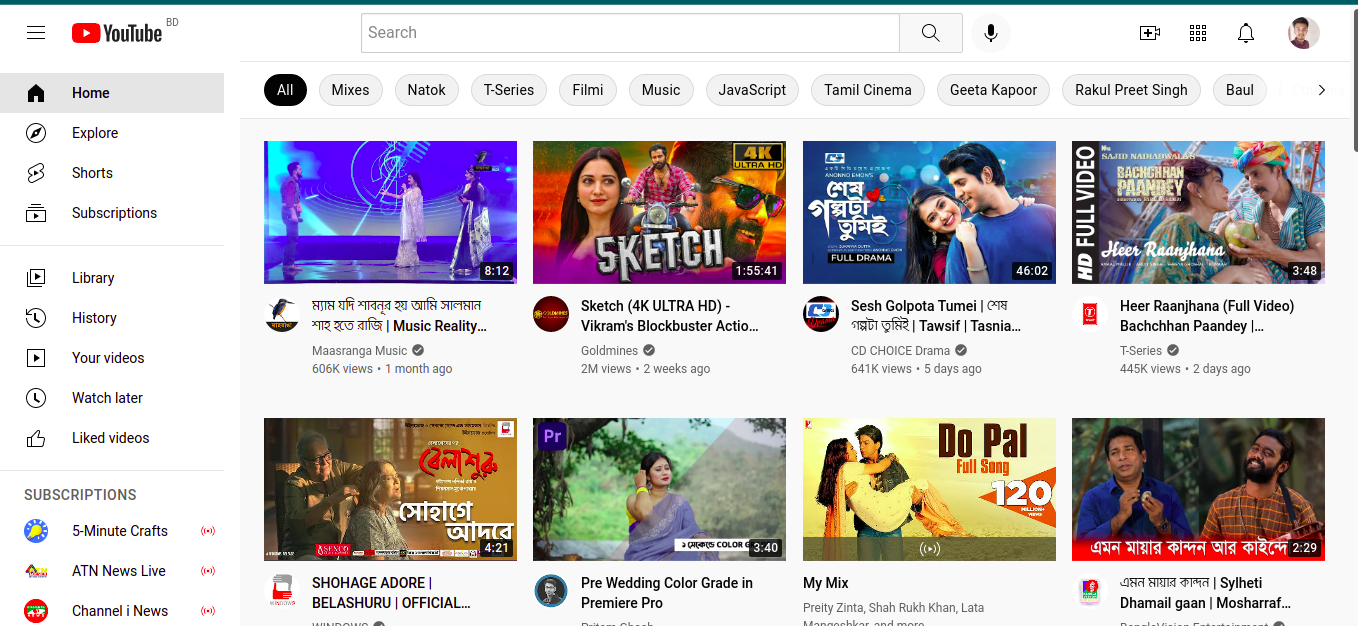 YouTube BD
Search
Home
Explore
Shorts
Subscriptions
Library
History
Your videos
Watch later
Liked videos
SUBSCRIPTIONS
5-Minute Crafts
ATN News Live
Channel i News
All Mixes Natok T-Series Filmi Music JavaScript Tamil Cinema Geeta Kapoor Rakul Preet Singh Baul
8:12
ম্যাম যদি শাবনূর হয় আমি সালমান
শাহ হতে রাজি | Music Reality…
Maasranga Music
606K views • 1 month ago
4K
ULTRA HD
SKETCH
1:55:41
Sketch (4K ULTRA HD) -
Vikram's Blockbuster Actio…
Goldmines
2M views • 2 weeks ago
ANONNO EMON'S
শেষ
গল্পটা
তুমিই
FULL DRAMA
46:02
Sesh Golpota Tumei | শেষ
গল্পটা তুমিই | Tawsif | Tasnia…
CD CHOICE Drama
641K views • 5 days ago
HD FULL VIDEO
SAJID NADIADWALA'S
BACHCHHAN
PAANDEY
Heer Raanjhana
3:48
Heer Raanjhana (Full Video)
Bachchhan Paandey |…
T-Series
445K views • 2 days ago
বেলাশুরু
সোহাগে
আদরে
4:21
SHOHAGE ADORE |
BELASHURU | OFFICIAL…
WINDOWS
Pr
3:40
Pre Wedding Color Grade in
Premiere Pro
Pritam Ghosh
Do Pal
Full Song
120
MILLION+
VIEWS
My Mix
Preity Zinta, Shah Rukh Khan, Lata
Mangeshkar, and more
এমন মায়ার কান্দন আর কাইন্দো
2:29
এমন মায়ার কান্দন | Sylheti
Dhamail gaan | Mosharraf…
BanglaVision Entertainment